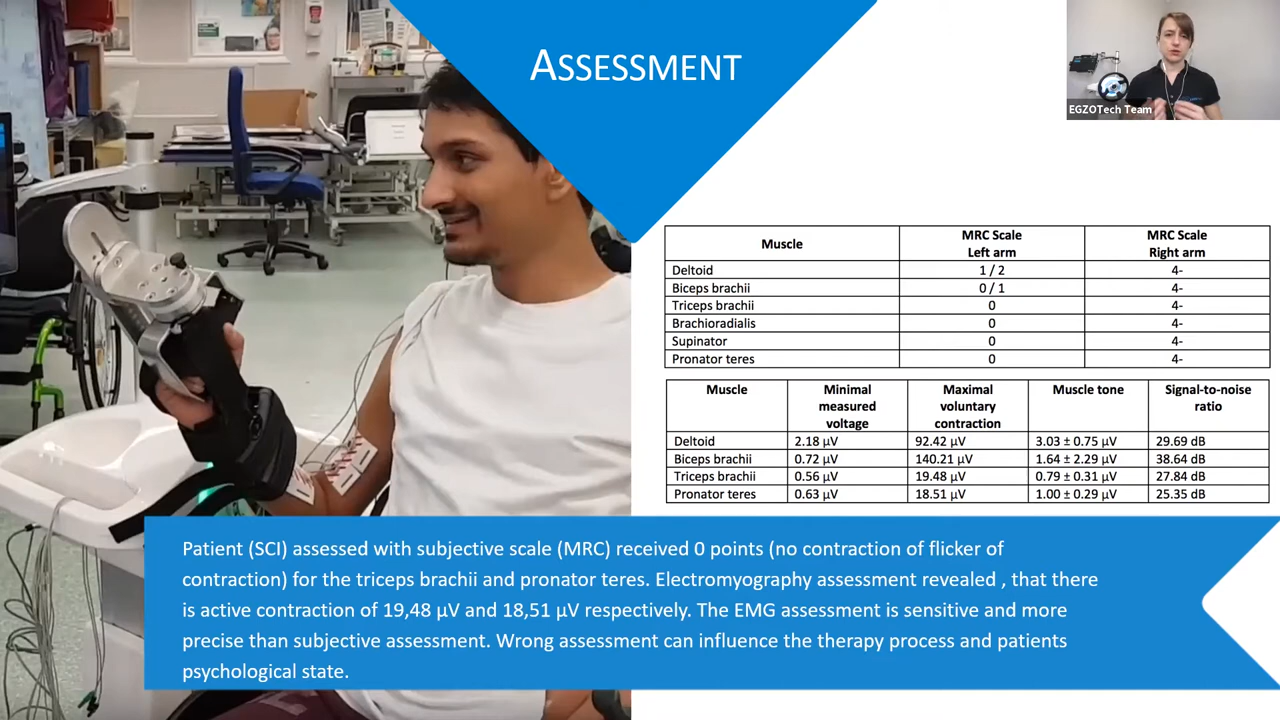 ASSESSMENT
EGZOTech Team
Muscle MRC Scale Left arm MRC Scale Right arm
Deltoid 1 / 2 4-
Biceps brachii 0 / 1 4-
Triceps brachii 0 4-
Brachioradialis 0 4-
Supinator 0 4-
Pronator teres 0 4-
Muscle Minimal measured voltage Maximal voluntary contraction Muscle tone Signal-to-noise ratio
Deltoid 2.18 µV 92.42 µV 3.03 ± 0.75 µV 29.69 dB
Biceps brachii 0.72 µV 140.21 µV 1.64 ± 2.29 µV 38.64 dB
Triceps brachii 0.56 µV 19.48 µV 0.79 ± 0.31 µV 27.84 dB
Pronator teres 0.63 µV 18.51 µV 1.00 ± 0.29 µV 25.35 dB
Patient (SCI) assessed with subjective scale (MRC) received 0 points (no contraction of flicker of
contraction) for the triceps brachii and pronator teres. Electromyography assessment revealed , that there
is active contraction of 19,48 µV and 18,51 µV respectively. The EMG assessment is sensitive and more
precise than subjective assessment. Wrong assessment can influence the therapy process and patients
psychological state.